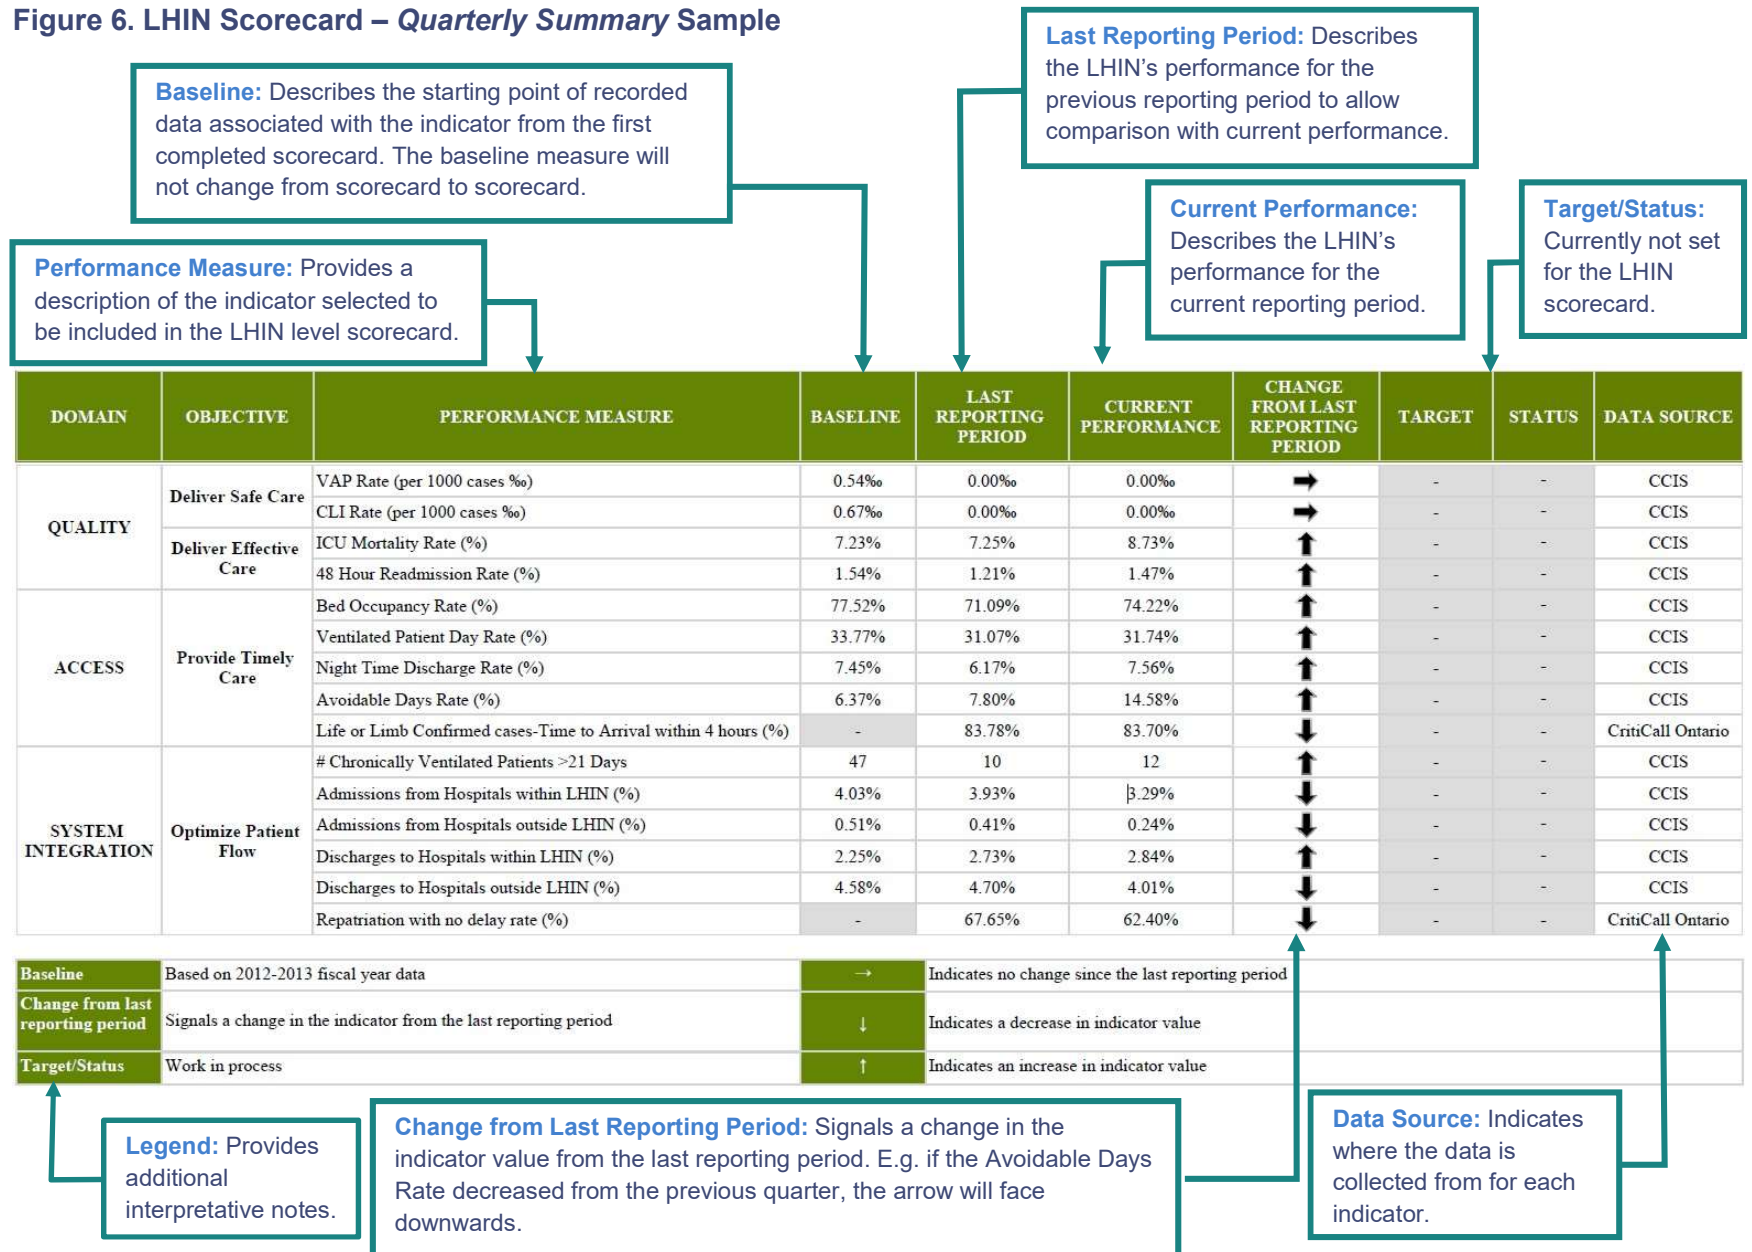 Figure 6. LHIN Scorecard – Quarterly Summary Sample
Last Reporting Period: Describes
the LHIN's performance for the
previous reporting period to allow
comparison with current performance.
Baseline: Describes the starting point of recorded
data associated with the indicator from the first
completed scorecard. The baseline measure will
not change from scorecard to scorecard.
Current Performance:
Describes the LHIN's
performance for the
current reporting period.
Target/Status:
Currently not set
for the LHIN
scorecard.
Performance Measure: Provides a
description of the indicator selected to
be included in the LHIN level scorecard.
DOMAIN OBJECTIVE PERFORMANCE MEASURE BASELINE LAST REPORTING PERIOD CURRENT PERFORMANCE CHANGE FROM LAST REPORTING PERIOD TARGET STATUS DATA SOURCE
QUALITY
Deliver Safe Care
VAP Rate (per 1000 cases ‰) 0.54‰ 0.00‰ 0.00‰ → - - CCIS
CLI Rate (per 1000 cases ‰) 0.67‰ 0.00‰ 0.00‰ → - - CCIS
Deliver Effective
Care
ICU Mortality Rate (%) 7.23% 7.25% 8.73% ↑ - - CCIS
48 Hour Readmission Rate (%) 1.54% 1.21% 1.47% ↑ - - CCIS
ACCESS
Provide Timely
Care
Bed Occupancy Rate (%) 77.52% 71.09% 74.22% ↑ - - CCIS
Ventilated Patient Day Rate (%) 33.77% 31.07% 31.74% ↑ - - CCIS
Night Time Discharge Rate (%) 7.45% 6.17% 7.56% ↑ - - CCIS
Avoidable Days Rate (%) 6.37% 7.80% 14.58% ↑ - - CCIS
Life or Limb Confirmed cases-Time to Arrival within 4 hours (%) - 83.78% 83.70% ↓ - - CritiCall Ontario
SYSTEM
INTEGRATION
Optimize Patient
Flow
# Chronically Ventilated Patients >21 Days 47 10 12 ↑ - - CCIS
Admissions from Hospitals within LHIN (%) 4.03% 3.93% 3.29% ↓ - - CCIS
Admissions from Hospitals outside LHIN (%) 0.51% 0.41% 0.24% ↓ - - CCIS
Discharges to Hospitals within LHIN (%) 2.25% 2.73% 2.84% ↑ - - CCIS
Discharges to Hospitals outside LHIN (%) 4.58% 4.70% 4.01% ↓ - - CCIS
Repatriation with no delay rate (%) - 67.65% 62.40% ↓ - - CritiCall Ontario
Baseline Based on 2012-2013 fiscal year data → Indicates no change since the last reporting period
Change from last
reporting period Signals a change in the indicator from the last reporting period ↓ Indicates a decrease in indicator value
Target/Status Work in process ↑ Indicates an increase in indicator value
Legend: Provides
additional
interpretative notes.
Change from Last Reporting Period: Signals a change in the
indicator value from the last reporting period. E.g. if the Avoidable Days
Rate decreased from the previous quarter, the arrow will face
downwards.
Data Source: Indicates
where the data is
collected from for each
indicator.